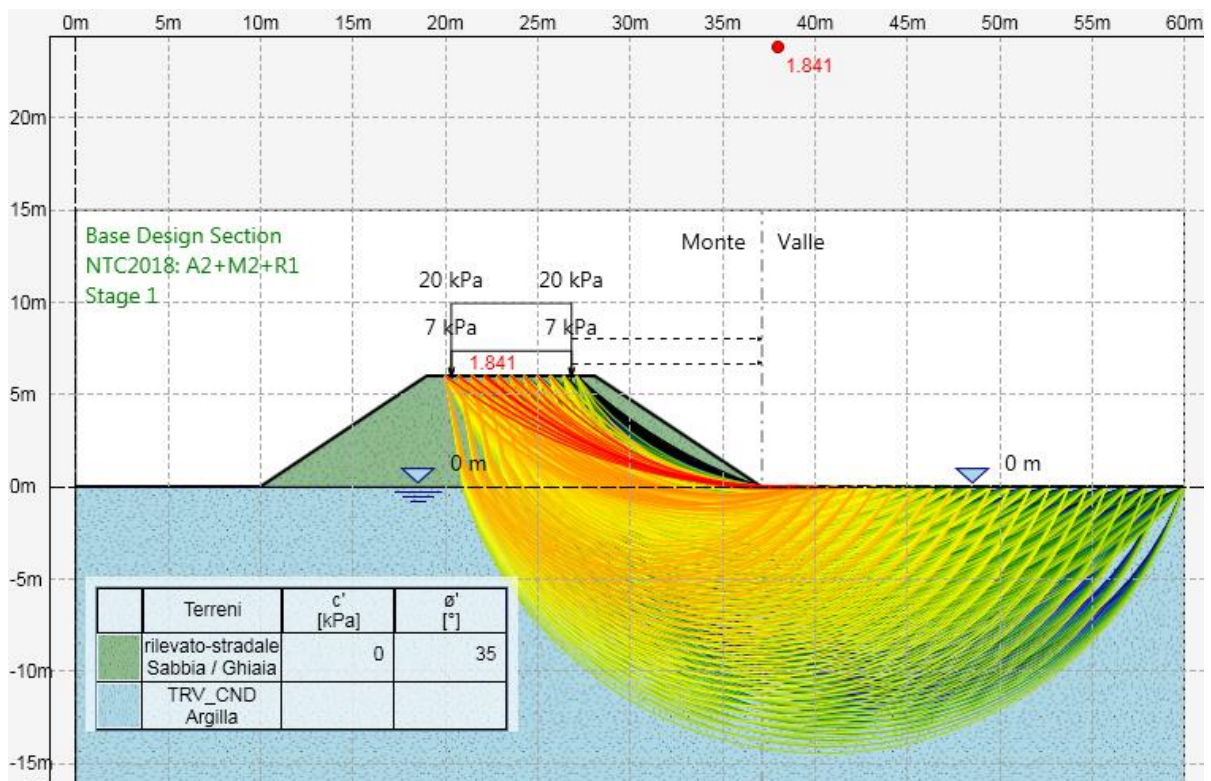 0m 5m 10m 15m 20m 25m 30m 35m 40m 45m 50m 55m 60m
1.841
20m
15m
Base Design Section
NTC2018: A2+M2+R1
Stage 1
Monte Valle
20 kPa 20 kPa
10m
7 kPa 7 kPa
1.841
5m
0 m 0 m
0m
-5m
Terreni c' [kPa] ø' [°]
rilevato-stradale
Sabbia / Ghiaia 0 35
TRV_CND
Argilla
-10m
-15m